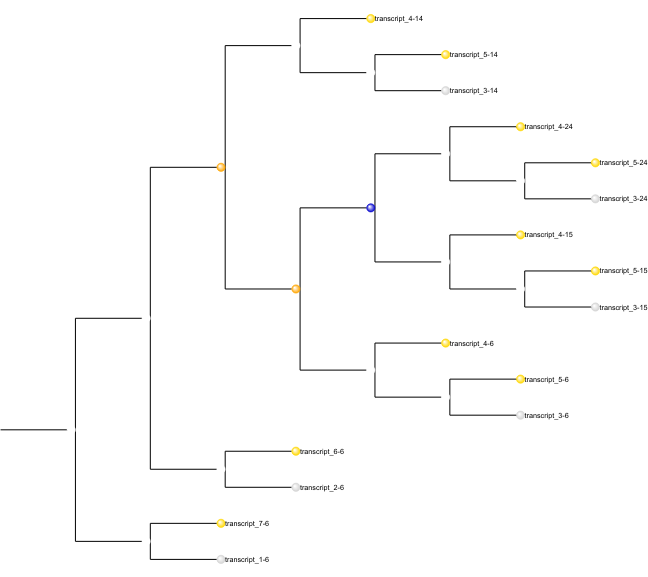 transcript_4-14
transcript_5-14
transcript_3-14
transcript_4-24
transcript_5-24
transcript_3-24
transcript_4-15
transcript_5-15
transcript_3-15
transcript_4-6
transcript_5-6
transcript_3-6
transcript_6-6
transcript_2-6
transcript_7-6
transcript_1-6